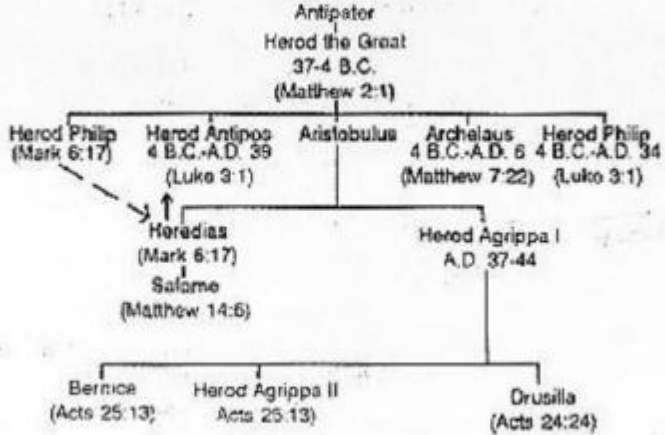 Antipater
Herod the Great
37-4 B.C.
(Matthew 2:1)
Herod Philip Herod Antipos Aristobulus Archelaus Herod Philip
(Mark 6:17) 4 B.C.-A.D. 39 4 B.C.-A.D. 6 4 B.C.-A.D. 34
(Luke 3:1) (Matthew 7:22) (Luke 3:1)
Heredias Herod Agrippa I
(Mark 6:17) A.D. 37-44
Salome
(Matthew 14:6)
Bernice Herod Agrippa II Drusilla
(Acts 25:13) Acts 25:13) (Acts 24:24)